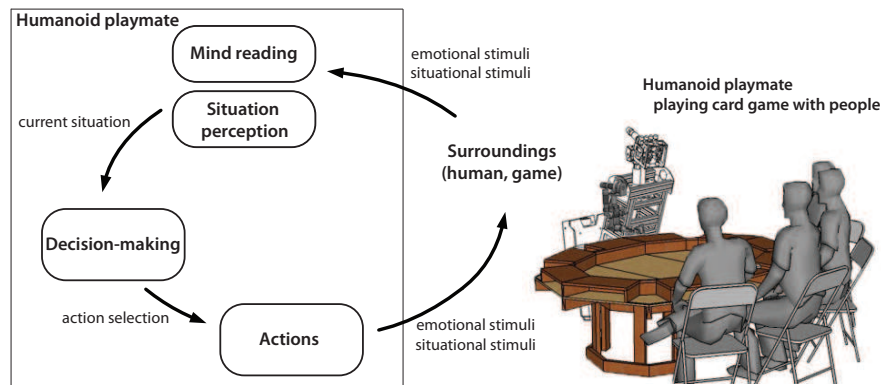 Humanoid playmate
Mind reading
Situation
perception
current situation
Decision-making
action selection
Actions
emotional stimuli
situational stimuli
Surroundings
(human, game)
emotional stimuli
situational stimuli
Humanoid playmate
playing card game with people